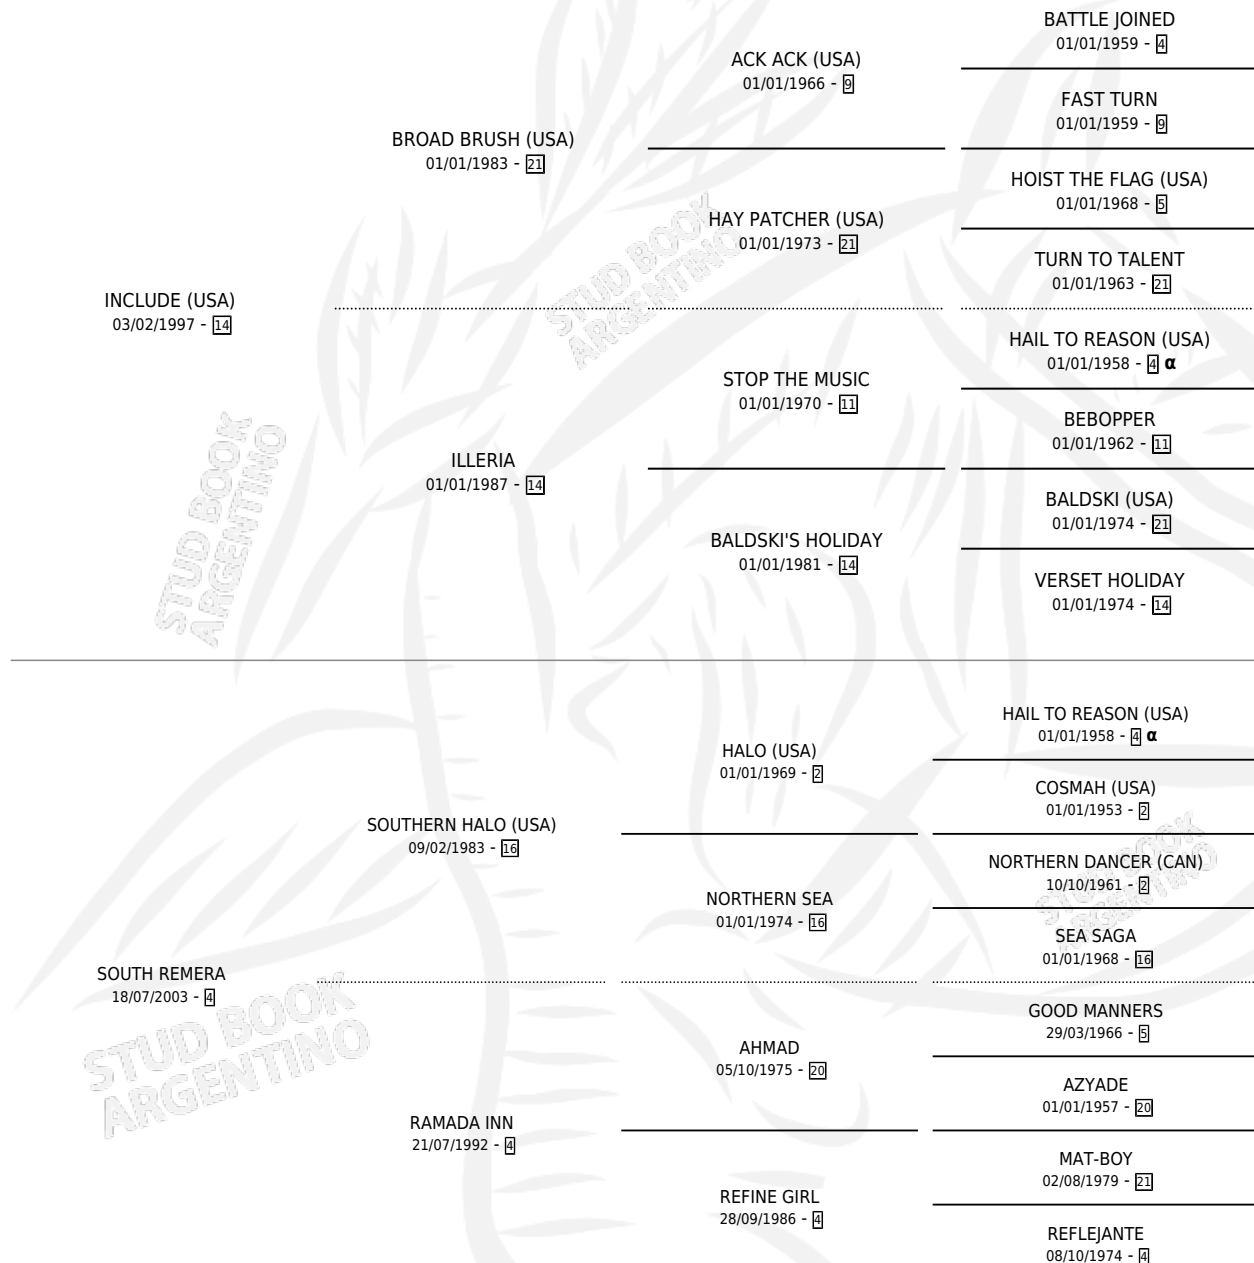 BATTLE JOINED
01/01/1959 - 4
ACK ACK (USA)
01/01/1966 - 9
FAST TURN
01/01/1959 - 9
BROAD BRUSH (USA)
01/01/1983 - 21
HOIST THE FLAG (USA)
01/01/1968 - 5
HAY PATCHER (USA)
01/01/1973 - 21
TURN TO TALENT
01/01/1963 - 21
INCLUDE (USA)
03/02/1997 - 14
HAIL TO REASON (USA)
01/01/1958 - 4 α
STOP THE MUSIC
01/01/1970 - 11
BEBOPPER
01/01/1962 - 11
ILLERIA
01/01/1987 - 14
BALDSKI (USA)
01/01/1974 - 21
BALDSKI'S HOLIDAY
01/01/1981 - 14
VERSET HOLIDAY
01/01/1974 - 14
HAIL TO REASON (USA)
01/01/1958 - 4 α
HALO (USA)
01/01/1969 - 2
COSMAH (USA)
01/01/1953 - 2
SOUTHERN HALO (USA)
09/02/1983 - 16
NORTHERN DANCER (CAN)
10/10/1961 - 2
NORTHERN SEA
01/01/1974 - 16
SEA SAGA
01/01/1968 - 16
SOUTH REMERA
18/07/2003 - 4
GOOD MANNERS
29/03/1966 - 5
AHMAD
05/10/1975 - 20
AZYADE
01/01/1957 - 20
RAMADA INN
21/07/1992 - 4
MAT-BOY
02/08/1979 - 21
REFINE GIRL
28/09/1986 - 4
REFLEJANTE
08/10/1974 - 4
STUD BOOK
ARGENTINO
STUD BOOK
ARGENTINO
STUD BOOK
ARGENTINO
STUD BOOK
ARGENTINO